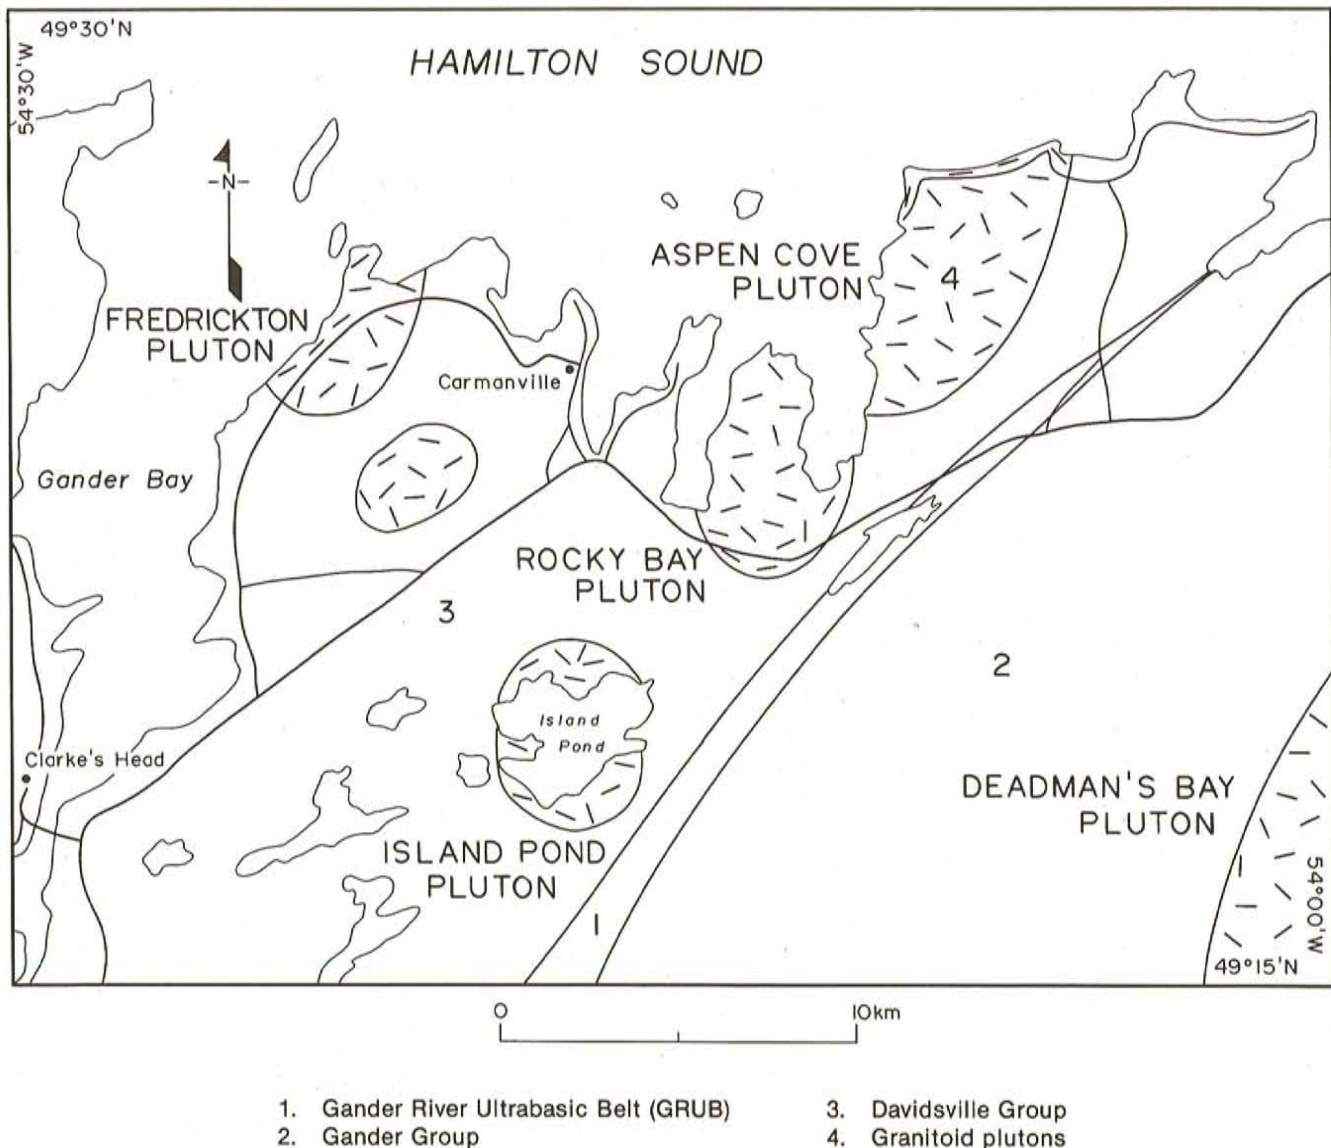 49°30'N
54°30'W
HAMILTON SOUND
-N-
ASPEN COVE
PLUTON
4
FREDRICKTON
PLUTON
Carmanville
Gander Bay
ROCKY BAY
PLUTON
3
2
Island
Pond
Clarke's Head
DEADMAN'S BAY
PLUTON
ISLAND POND
PLUTON
1
54°00'W
49°15'N
0 10km
1. Gander River Ultrabasic Belt (GRUB)
2. Gander Group
3. Davidsville Group
4. Granitoid plutons